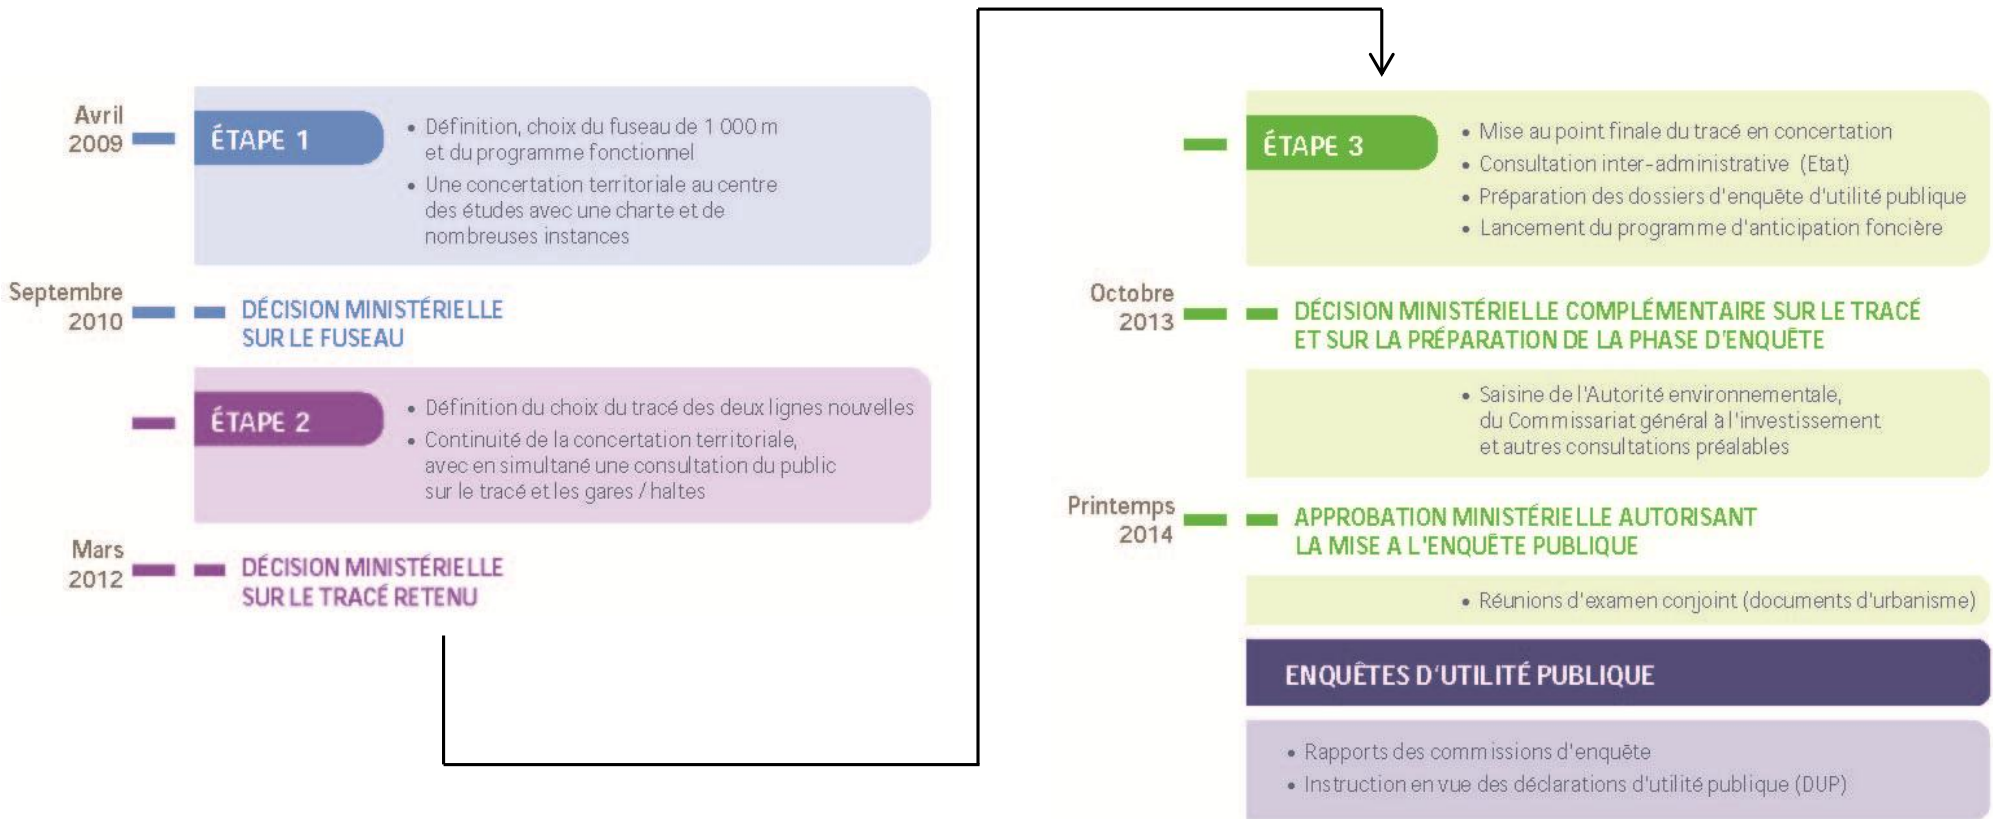 Avril
2009
ÉTAPE 1
• Définition, choix du fuseau de 1 000 m
et du programme fonctionnel
• Une concertation territoriale au centre
des études avec une charte et de
nombreuses instances
Septembre
2010
DÉCISION MINISTÉRIELLE
SUR LE FUSEAU
ÉTAPE 2
• Définition du choix du tracé des deux lignes nouvelles
• Continuité de la concertation territoriale,
avec en simultané une consultation du public
sur le tracé et les gares / haltes
Mars
2012
DÉCISION MINISTÉRIELLE
SUR LE TRACÉ RETENU
ÉTAPE 3
• Mise au point finale du tracé en concertation
• Consultation inter-administrative (Etat)
• Préparation des dossiers d'enquête d'utilité publique
• Lancement du programme d'anticipation foncière
Octobre
2013
DÉCISION MINISTÉRIELLE COMPLÉMENTAIRE SUR LE TRACÉ
ET SUR LA PRÉPARATION DE LA PHASE D'ENQUÊTE
• Saisine de l'Autorité environnementale,
du Commissariat général à l'investissement
et autres consultations préalables
Printemps
2014
APPROBATION MINISTÉRIELLE AUTORISANT
LA MISE A L'ENQUÊTE PUBLIQUE
• Réunions d'examen conjoint (documents d'urbanisme)
ENQUÊTES D'UTILITÉ PUBLIQUE
• Rapports des commissions d'enquête
• Instruction en vue des déclarations d'utilité publique (DUP)